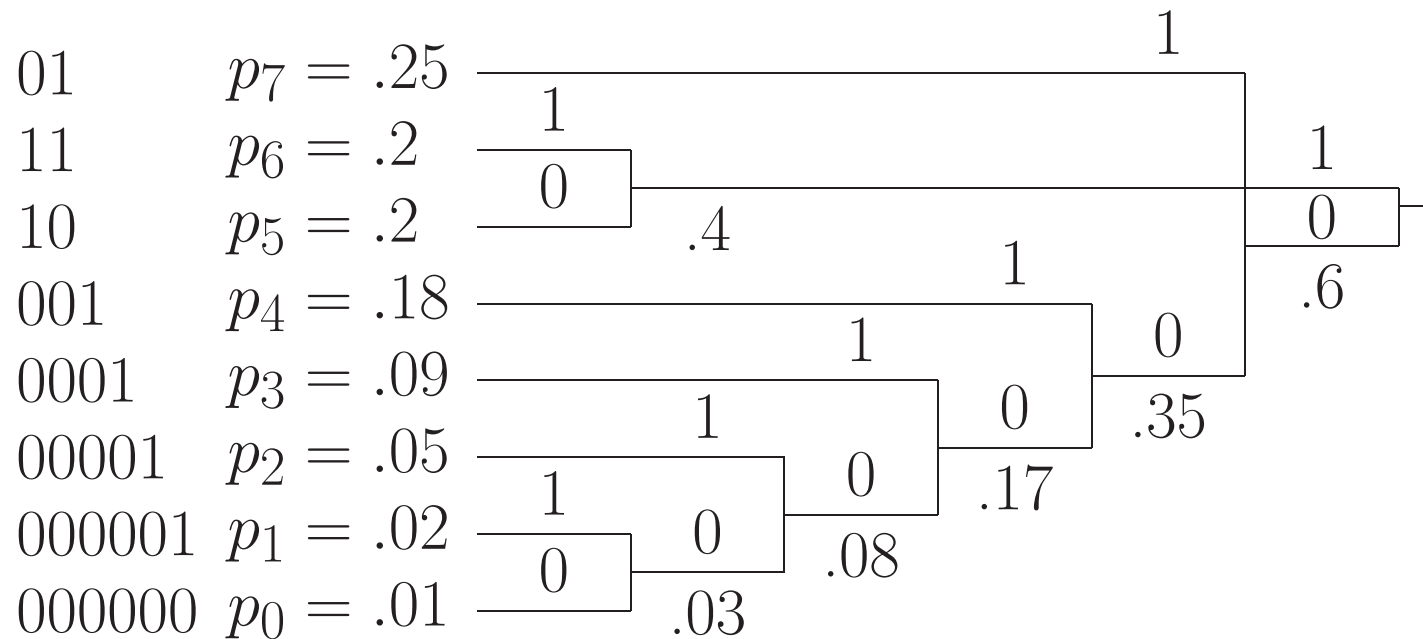 1
01 p7 = .25
1
1
11 p6 = .2
0
0
10 p5 = .2
.4
1
.6
001 p4 = .18
1
0
0001 p3 = .09
0
.35
1
00001 p2 = .05
0
.17
1
000001 p1 = .02
0
.08
0
000000 p0 = .01
.03